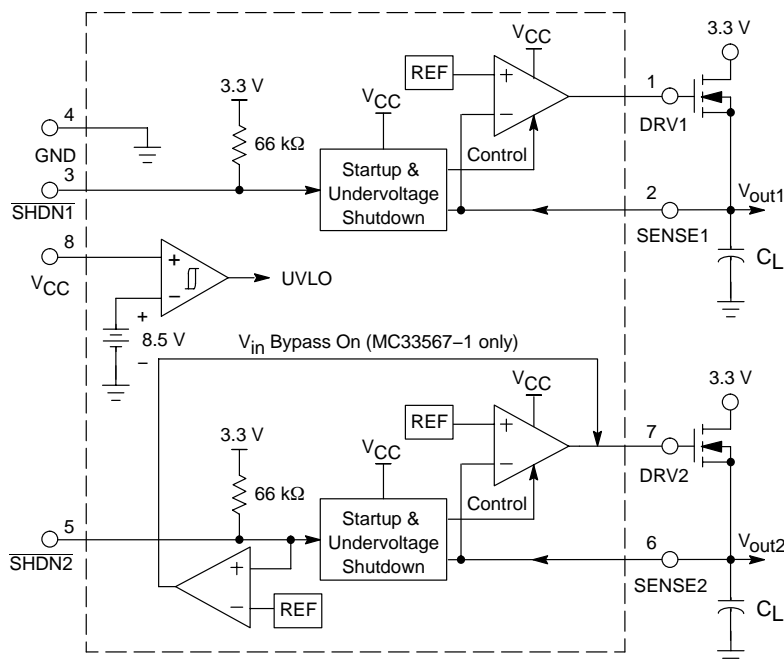 VCC
3.3 V
REF
+
−
1
DRV1
3.3 V
VCC
4
GND
66 kΩ
Startup &
Undervoltage
Shutdown
Control
3
SHDN1
2
SENSE1
Vout1
CL
8
VCC
+
−
UVLO
+
8.5 V
−
Vin Bypass On (MC33567−1 only)
VCC
3.3 V
REF
+
−
7
DRV2
3.3 V
VCC
66 kΩ
Startup &
Undervoltage
Shutdown
Control
5
SHDN2
6
SENSE2
Vout2
+
−
REF
CL